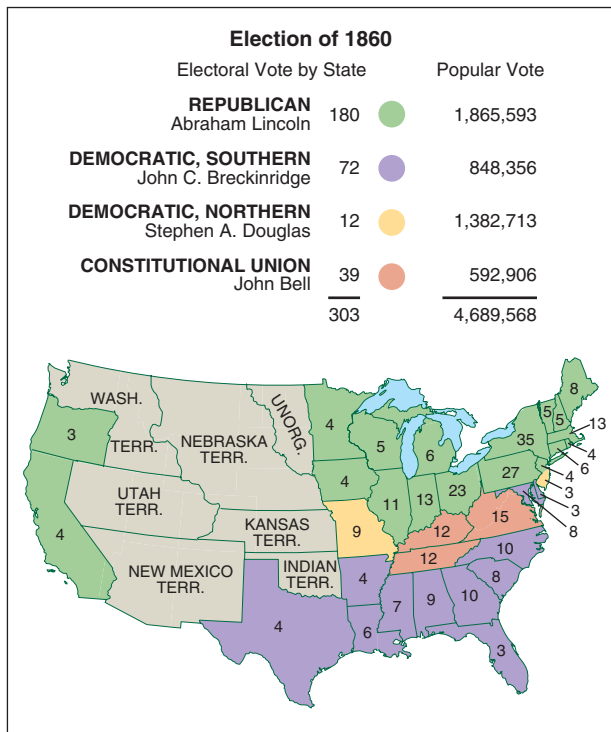 Election of 1860
Electoral Vote by State Popular Vote
REPUBLICAN
Abraham Lincoln 180 1,865,593
DEMOCRATIC, SOUTHERN
John C. Breckinridge 72 848,356
DEMOCRATIC, NORTHERN
Stephen A. Douglas 12 1,382,713
CONSTITUTIONAL UNION
John Bell 39 592,906
303 4,689,568
WASH.
TERR.
3
4
UTAH
TERR.
NEBRASKA
TERR.
UNORG.
KANSAS
TERR.
NEW MEXICO
TERR.
INDIAN
TERR.
4
5
6
4
11
13
23
9
12
12
15
4
4
6
7
9
10
8
10
3
27
35
5
5
8
13
4
6
4
3
3
8